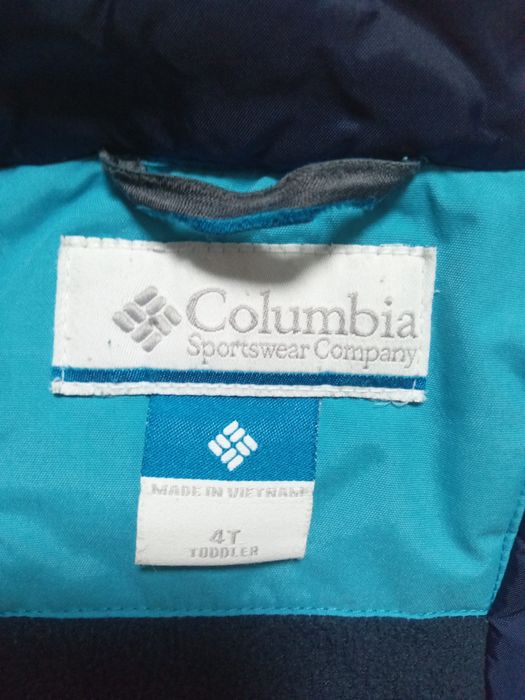 Columbia
Sportswear Company
MADE IN VIETNAM
4T
TODDLER